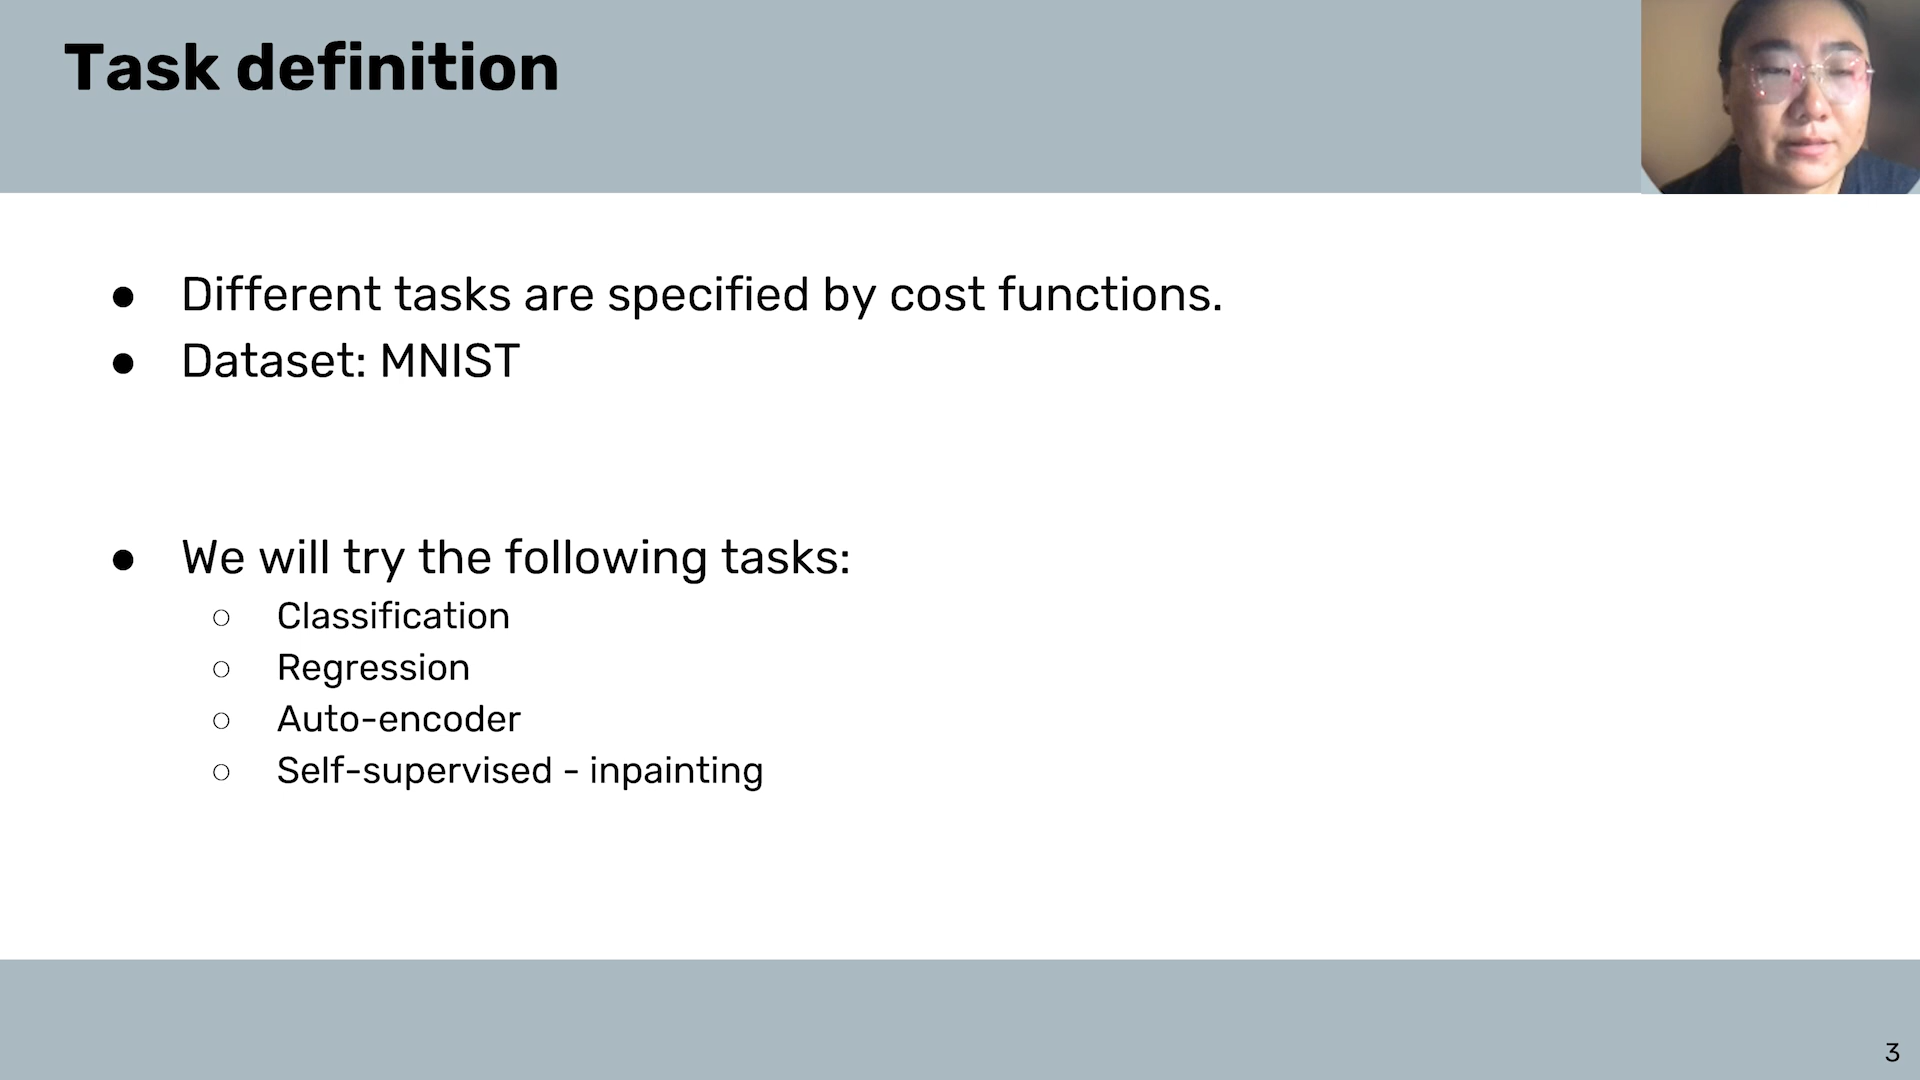 Task definition
● Different tasks are specified by cost functions.
● Dataset: MNIST
● We will try the following tasks:
○ Classification
○ Regression
○ Auto-encoder
○ Self-supervised - inpainting
3